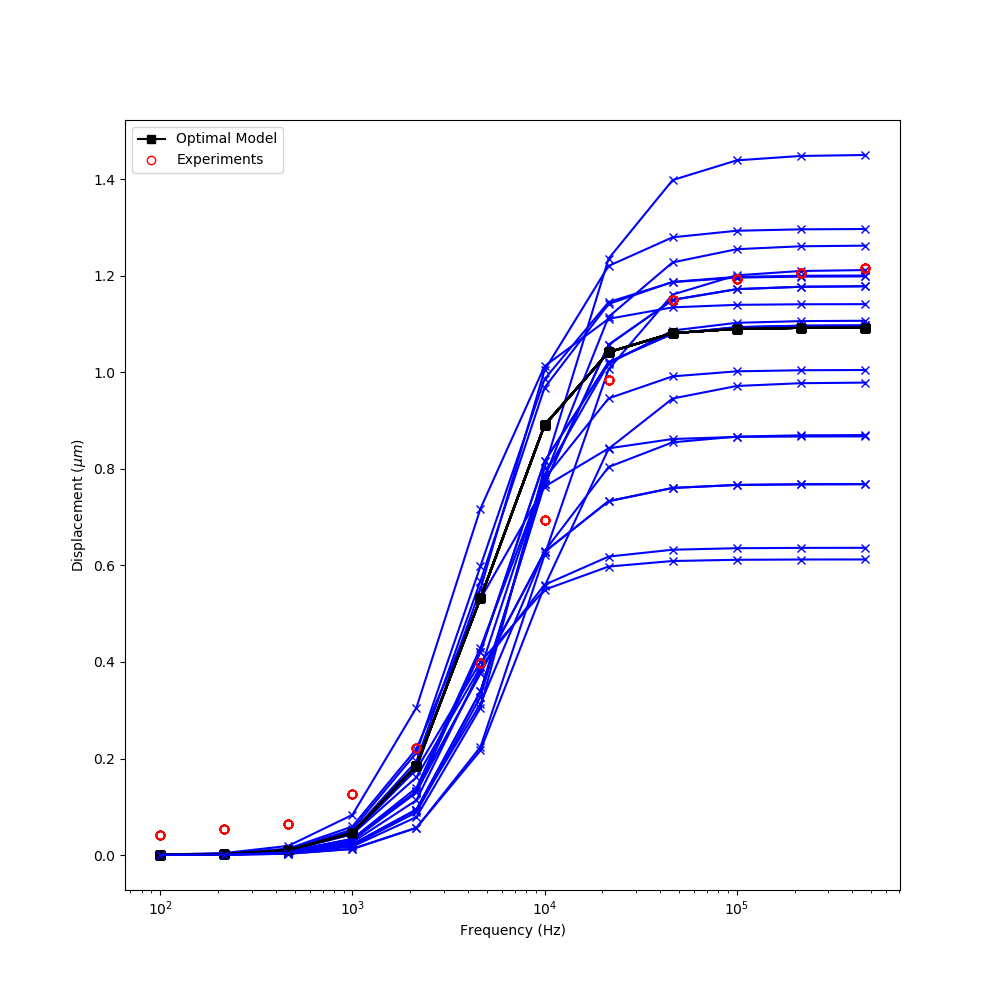 Optimal Model
Experiments
1.4
1.2
1.0
0.8
0.6
0.4
0.2
0.0
Displacement (μm)
10² 10³ 10⁴ 10⁵
Frequency (Hz)